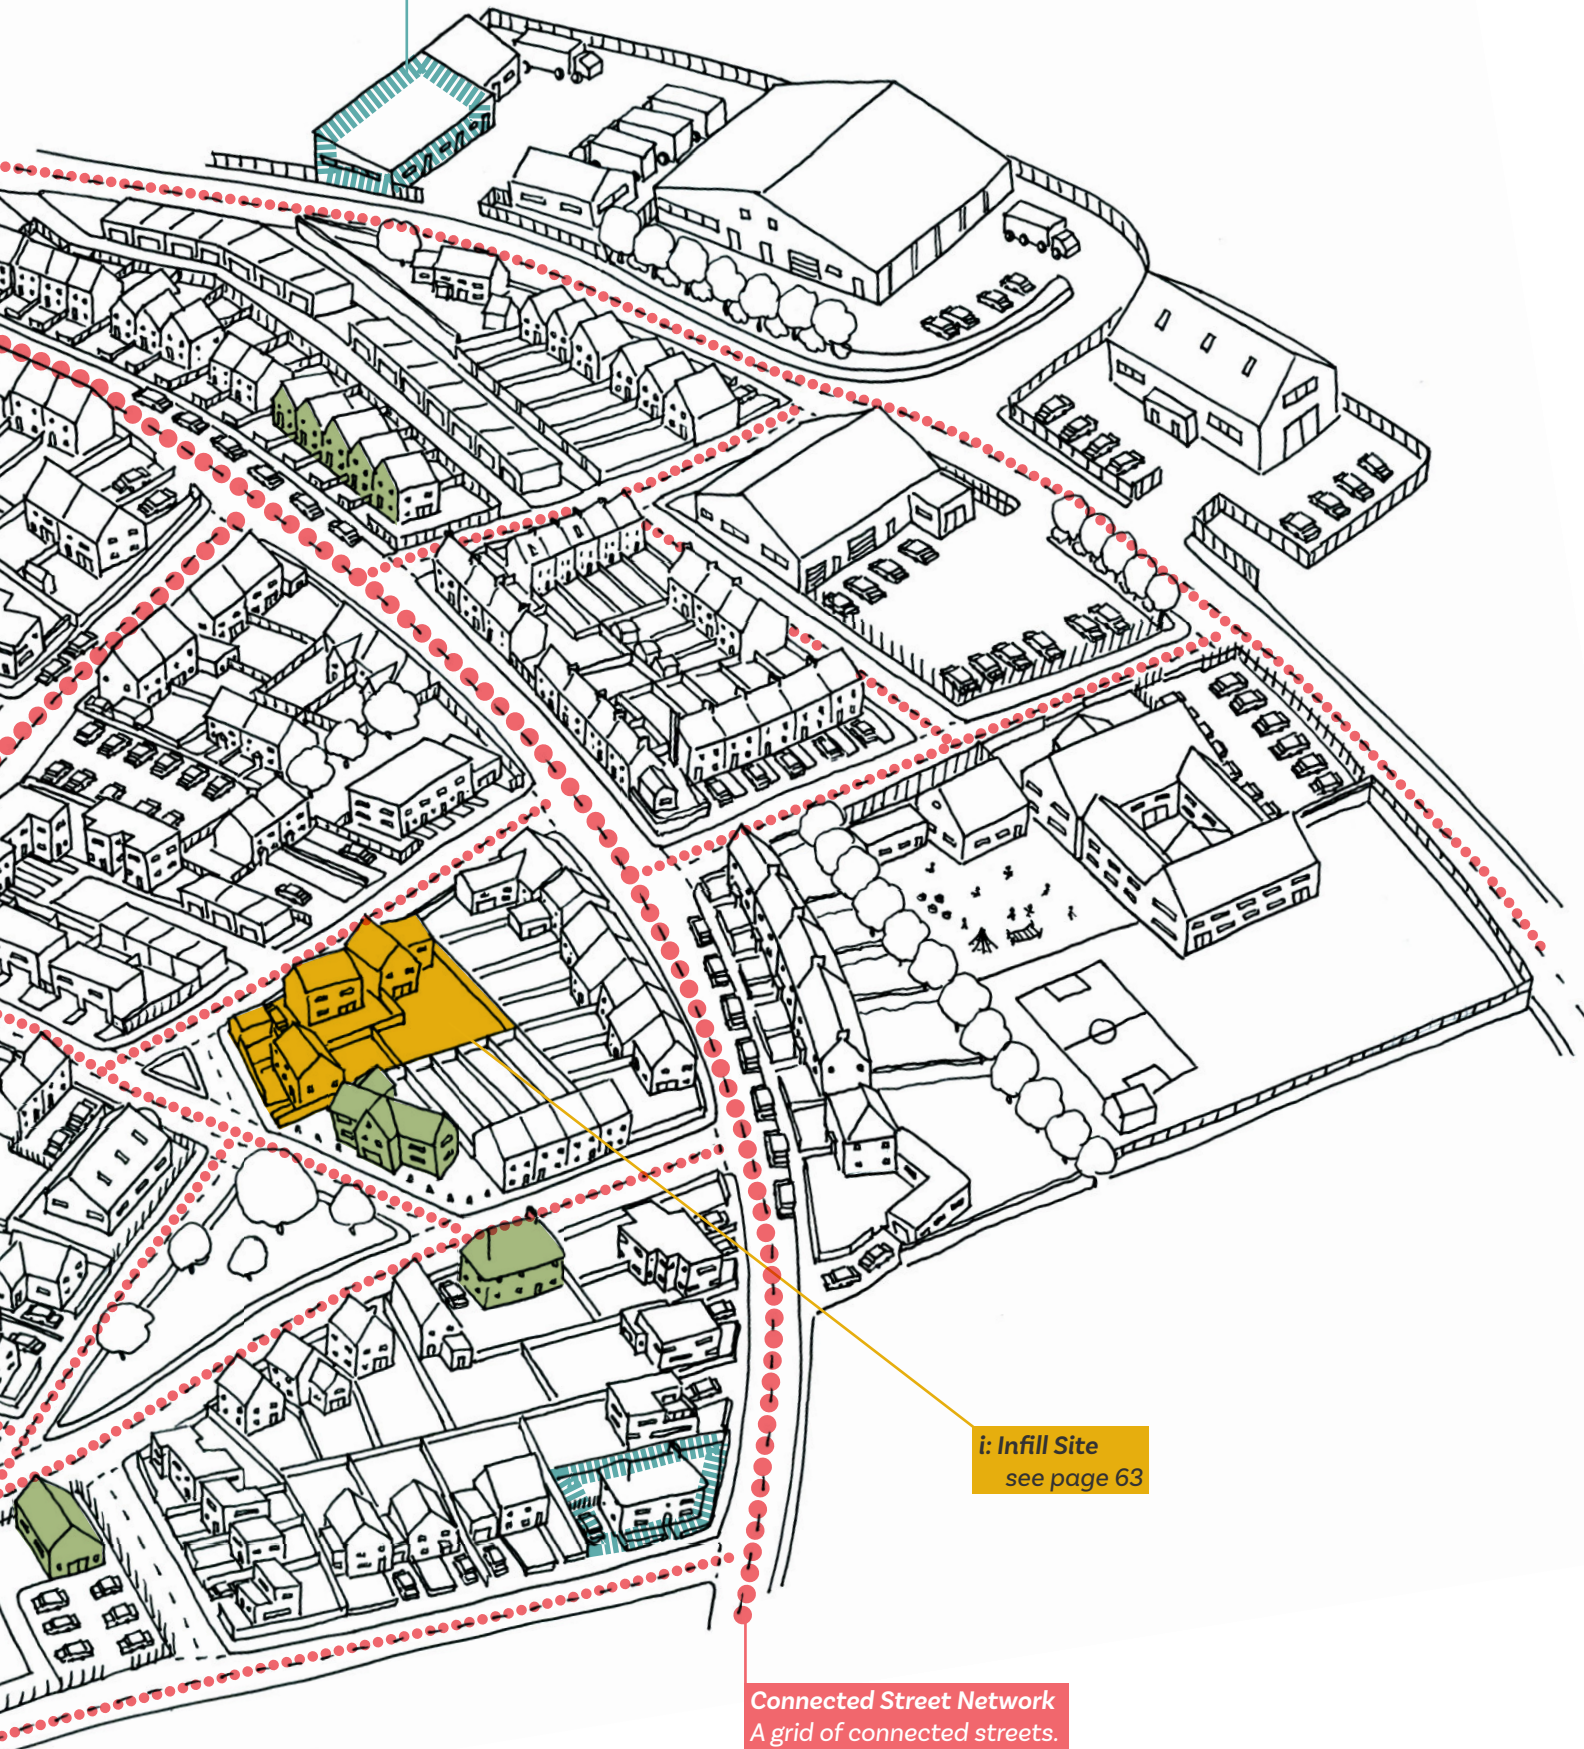 i: Infill Site
see page 63
Connected Street Network
A grid of connected streets.